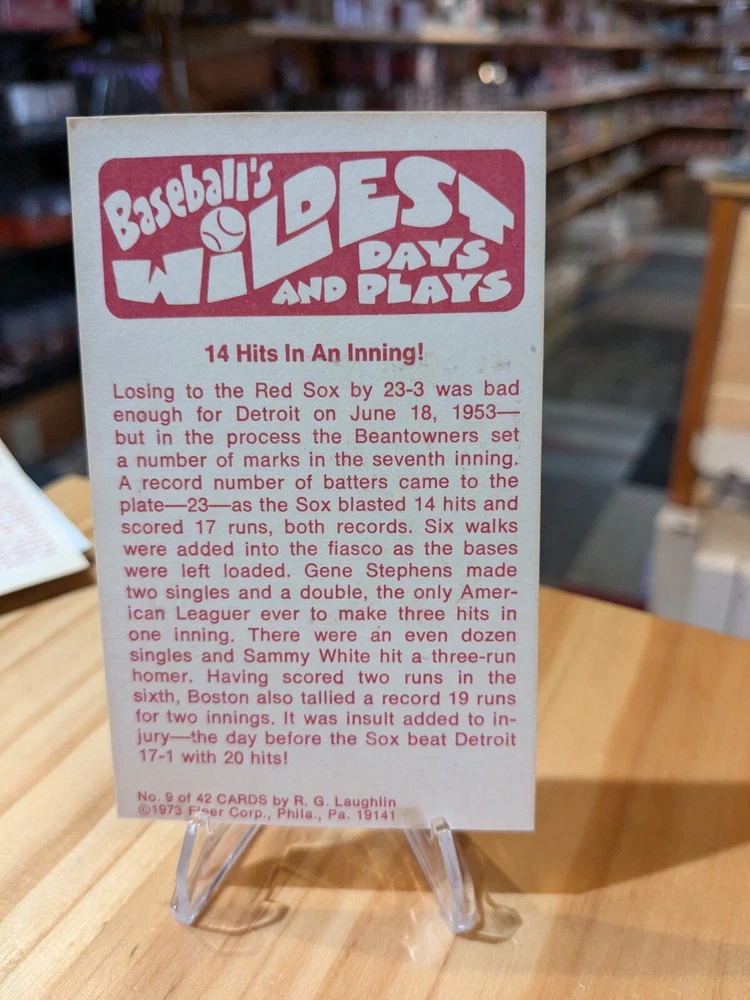 Baseball's
WILDEST
DAYS
AND PLAYS
14 Hits In An Inning!
Losing to the Red Sox by 23-3 was bad
enough for Detroit on June 18, 1953—
but in the process the Beantowners set
a number of marks in the seventh inning.
A record number of batters came to the
plate—23—as the Sox blasted 14 hits and
scored 17 runs, both records. Six walks
were added into the fiasco as the bases
were left loaded. Gene Stephens made
two singles and a double, the only Amer-
ican Leaguer ever to make three hits in
one inning. There were an even dozen
singles and Sammy White hit a three-run
homer. Having scored two runs in the
sixth, Boston also tallied a record 19 runs
for two innings. It was insult added to in-
jury—the day before the Sox beat Detroit
17-1 with 20 hits!
No. 9 of 42 CARDS by R. G. Laughlin
©1973 Fleer Corp., Phila., Pa. 19141